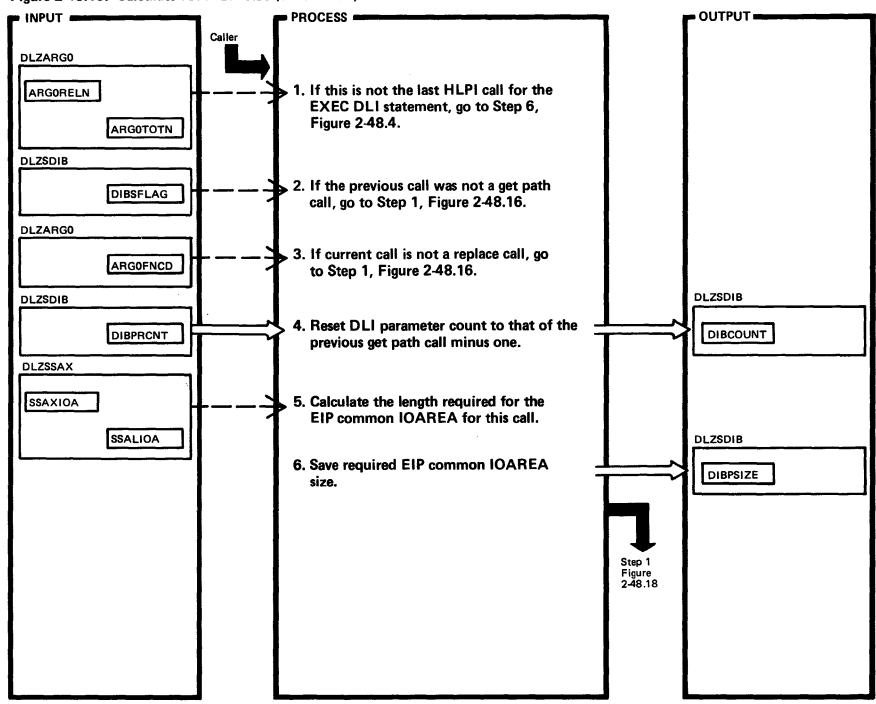 INPUT
PROCESS
OUTPUT
Caller
DLZARG0
ARG0RELN
ARG0TOTN
1. If this is not the last HLPI call for the
EXEC DLI statement, go to Step 6,
Figure 2-48.4.
DLZSDIB
DIBSFLAG
2. If the previous call was not a get path
call, go to Step 1, Figure 2-48.16.
DLZARG0
ARG0FNCD
3. If current call is not a replace call, go
to Step 1, Figure 2-48.16.
DLZSDIB
DIBPRCNT
4. Reset DLI parameter count to that of the
previous get path call minus one.
DLZSDIB
DIBCOUNT
DLZSSAX
SSAXIOA
SSALIOA
5. Calculate the length required for the
EIP common IOAREA for this call.
6. Save required EIP common IOAREA
size.
DLZSDIB
DIBPSIZE
Step 1
Figure
2-48.18